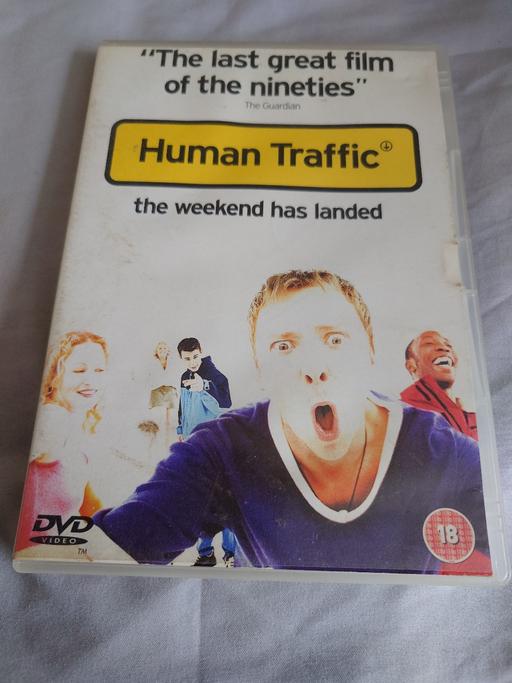 "The last great film
of the nineties"
The Guardian
Human Traffic
the weekend has landed
DVD
VIDEO
TM
18